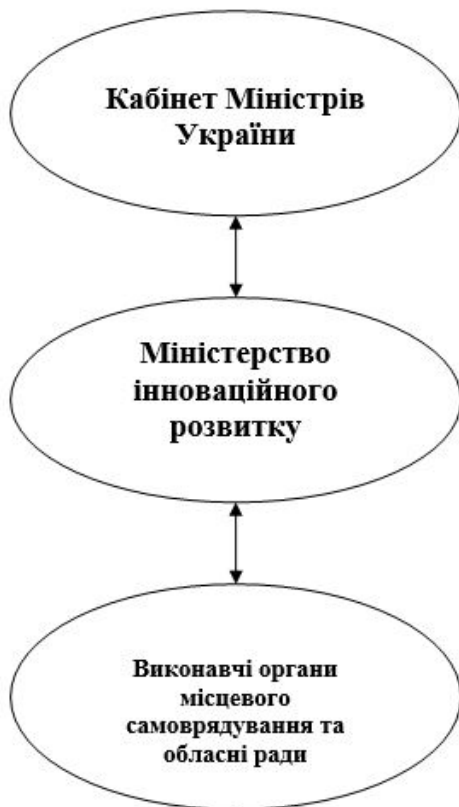 Кабінет Міністрів
України
Міністерство
інноваційного
розвитку
Виконавчі органи
місцевого
самоврядування та
обласні ради